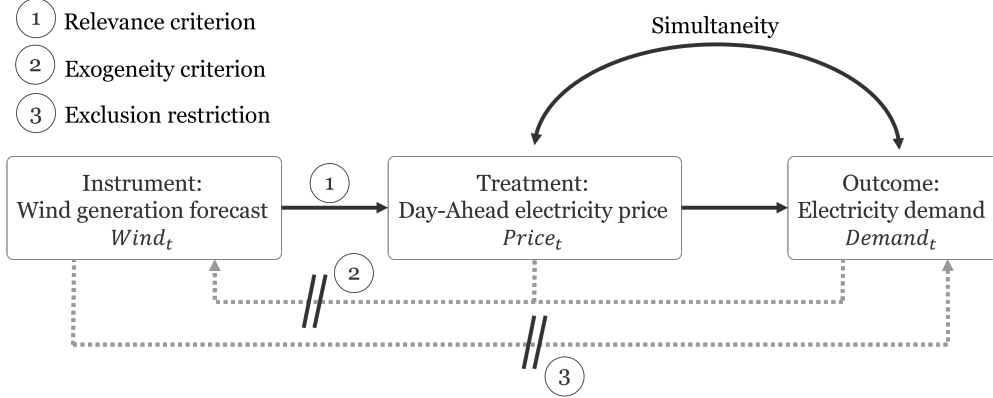 1 Relevance criterion
2 Exogeneity criterion
3 Exclusion restriction
Simultaneity
Instrument:
Wind generation forecast
Wind_t
1
Treatment:
Day-Ahead electricity price
Price_t
Outcome:
Electricity demand
Demand_t
2
3